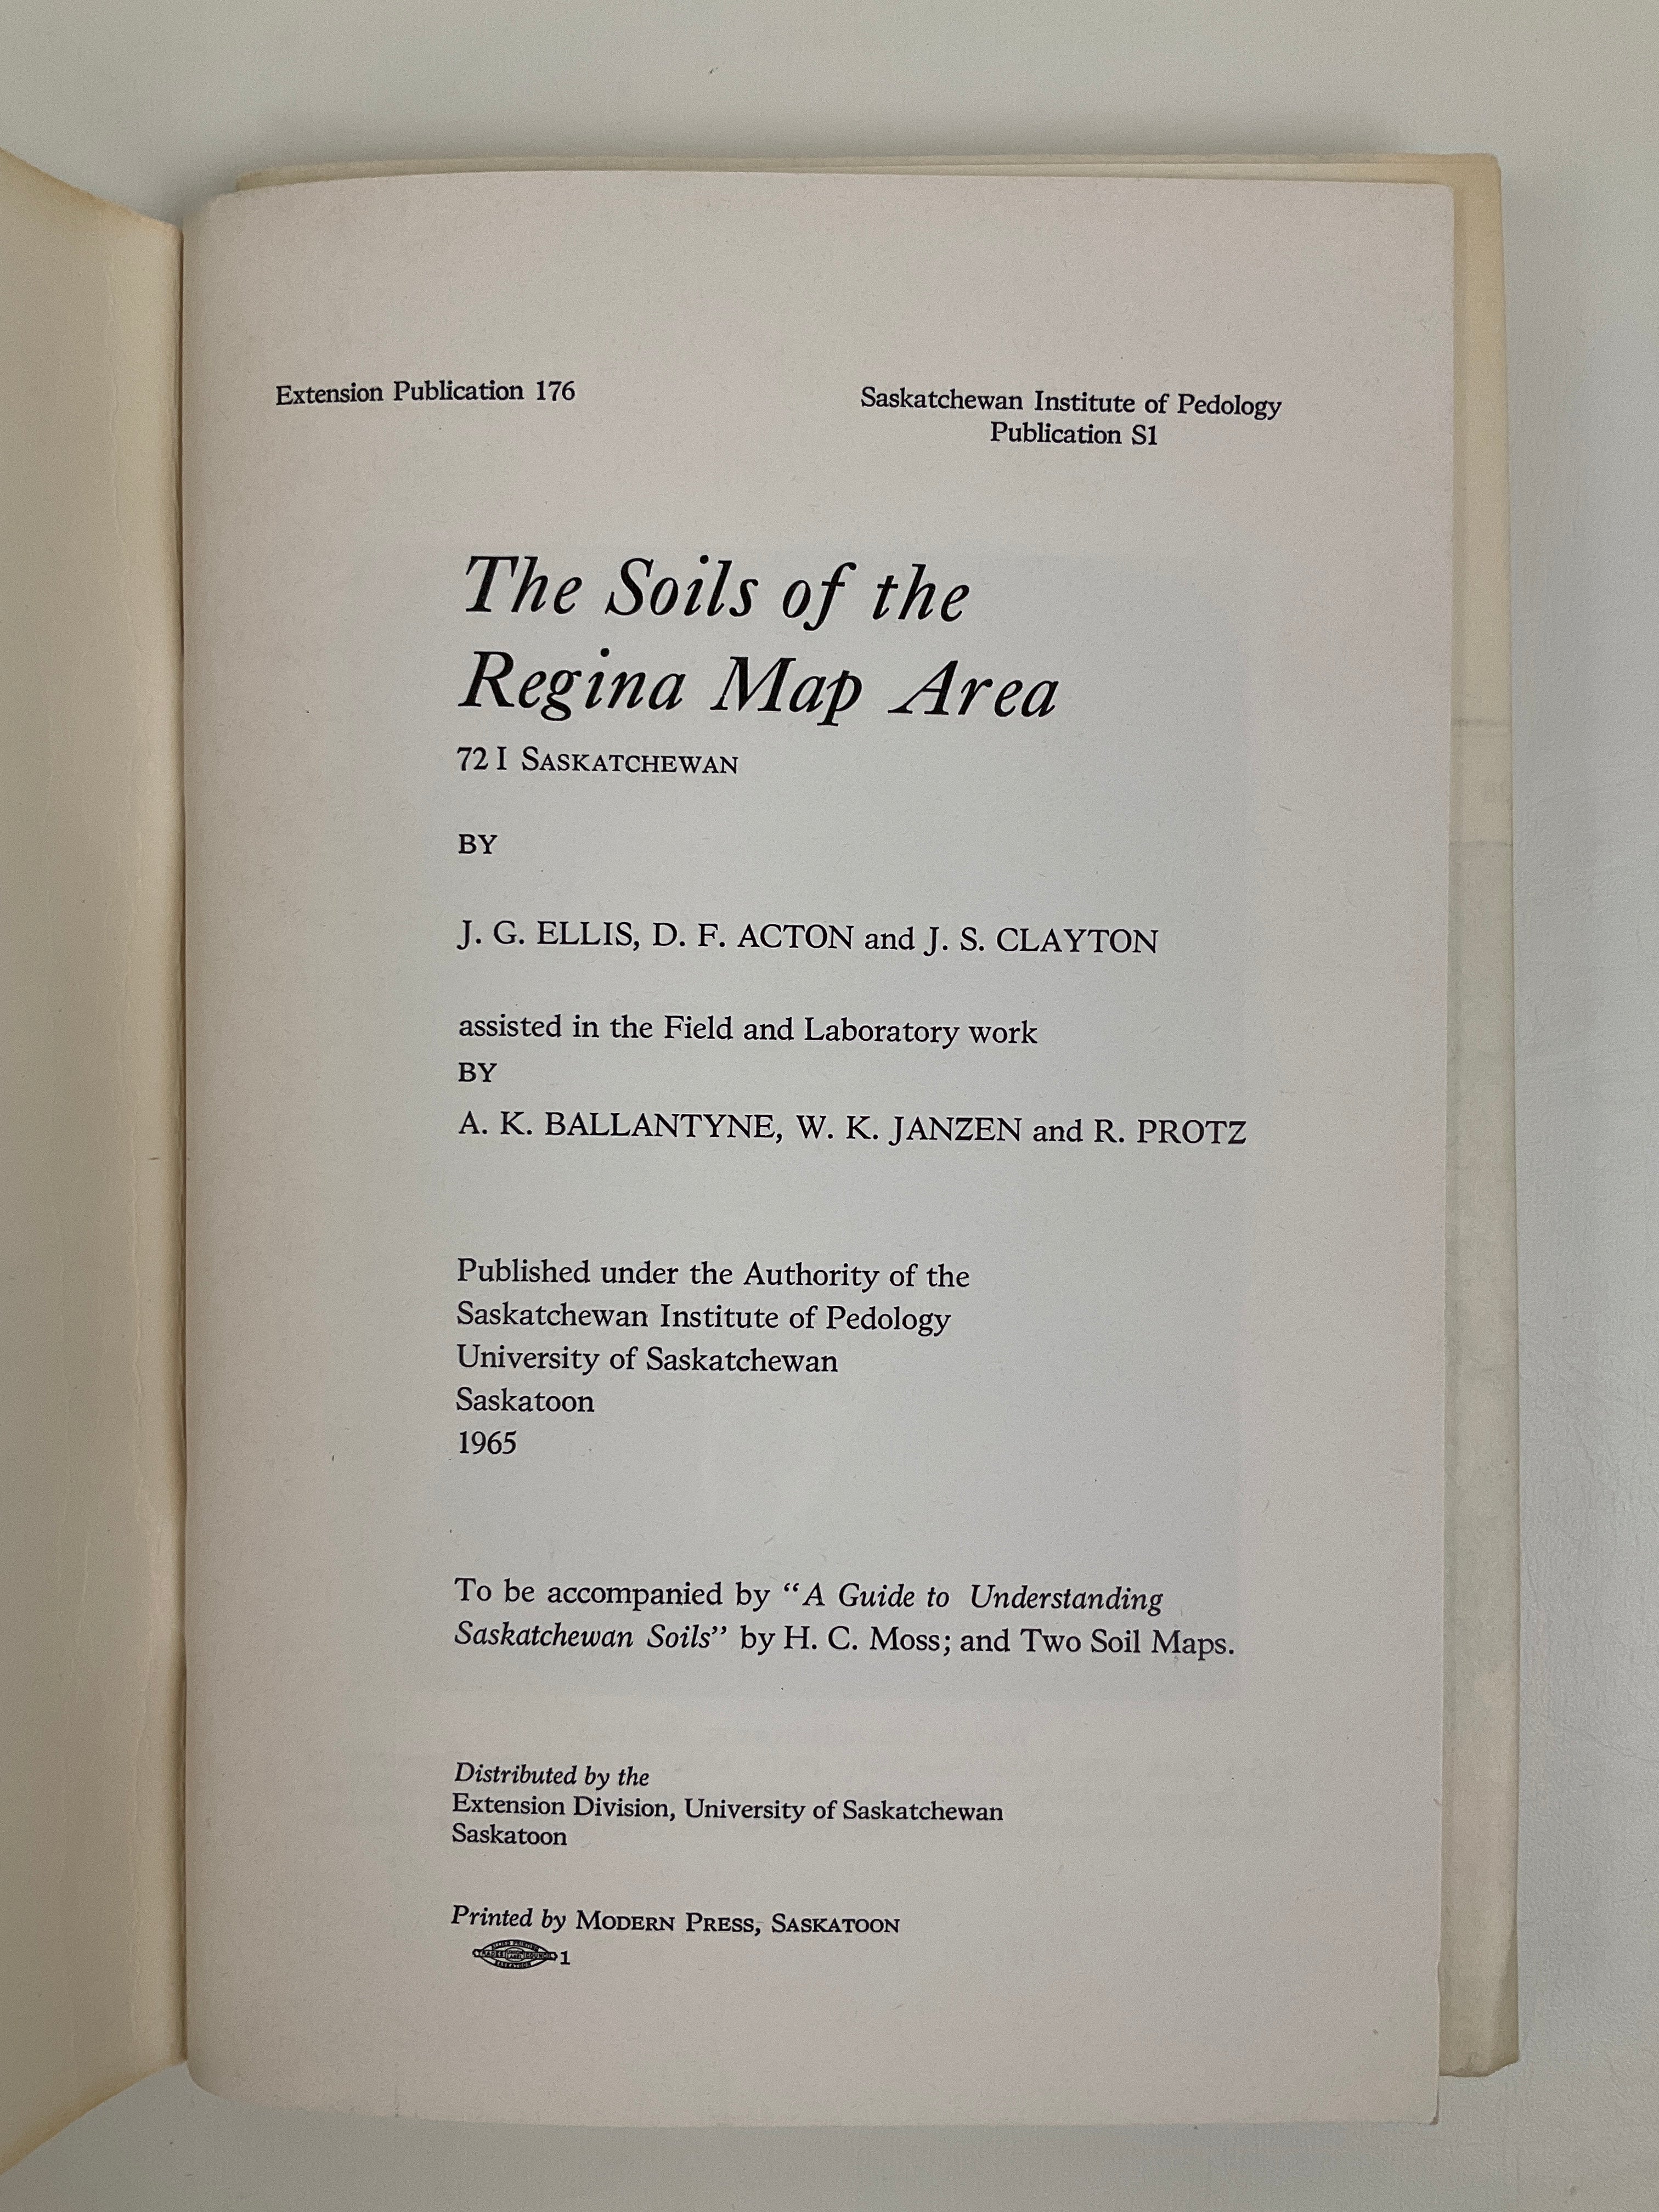 Extension Publication 176
Saskatchewan Institute of Pedology
Publication S1
The Soils of the
Regina Map Area
72 I SASKATCHEWAN
BY
J. G. ELLIS, D. F. ACTON and J. S. CLAYTON
assisted in the Field and Laboratory work
BY
A. K. BALLANTYNE, W. K. JANZEN and R. PROTZ
Published under the Authority of the
Saskatchewan Institute of Pedology
University of Saskatchewan
Saskatoon
1965
To be accompanied by “A Guide to Understanding
Saskatchewan Soils” by H. C. Moss; and Two Soil Maps.
Distributed by the
Extension Division, University of Saskatchewan
Saskatoon
Printed by MODERN PRESS, SASKATOON
1